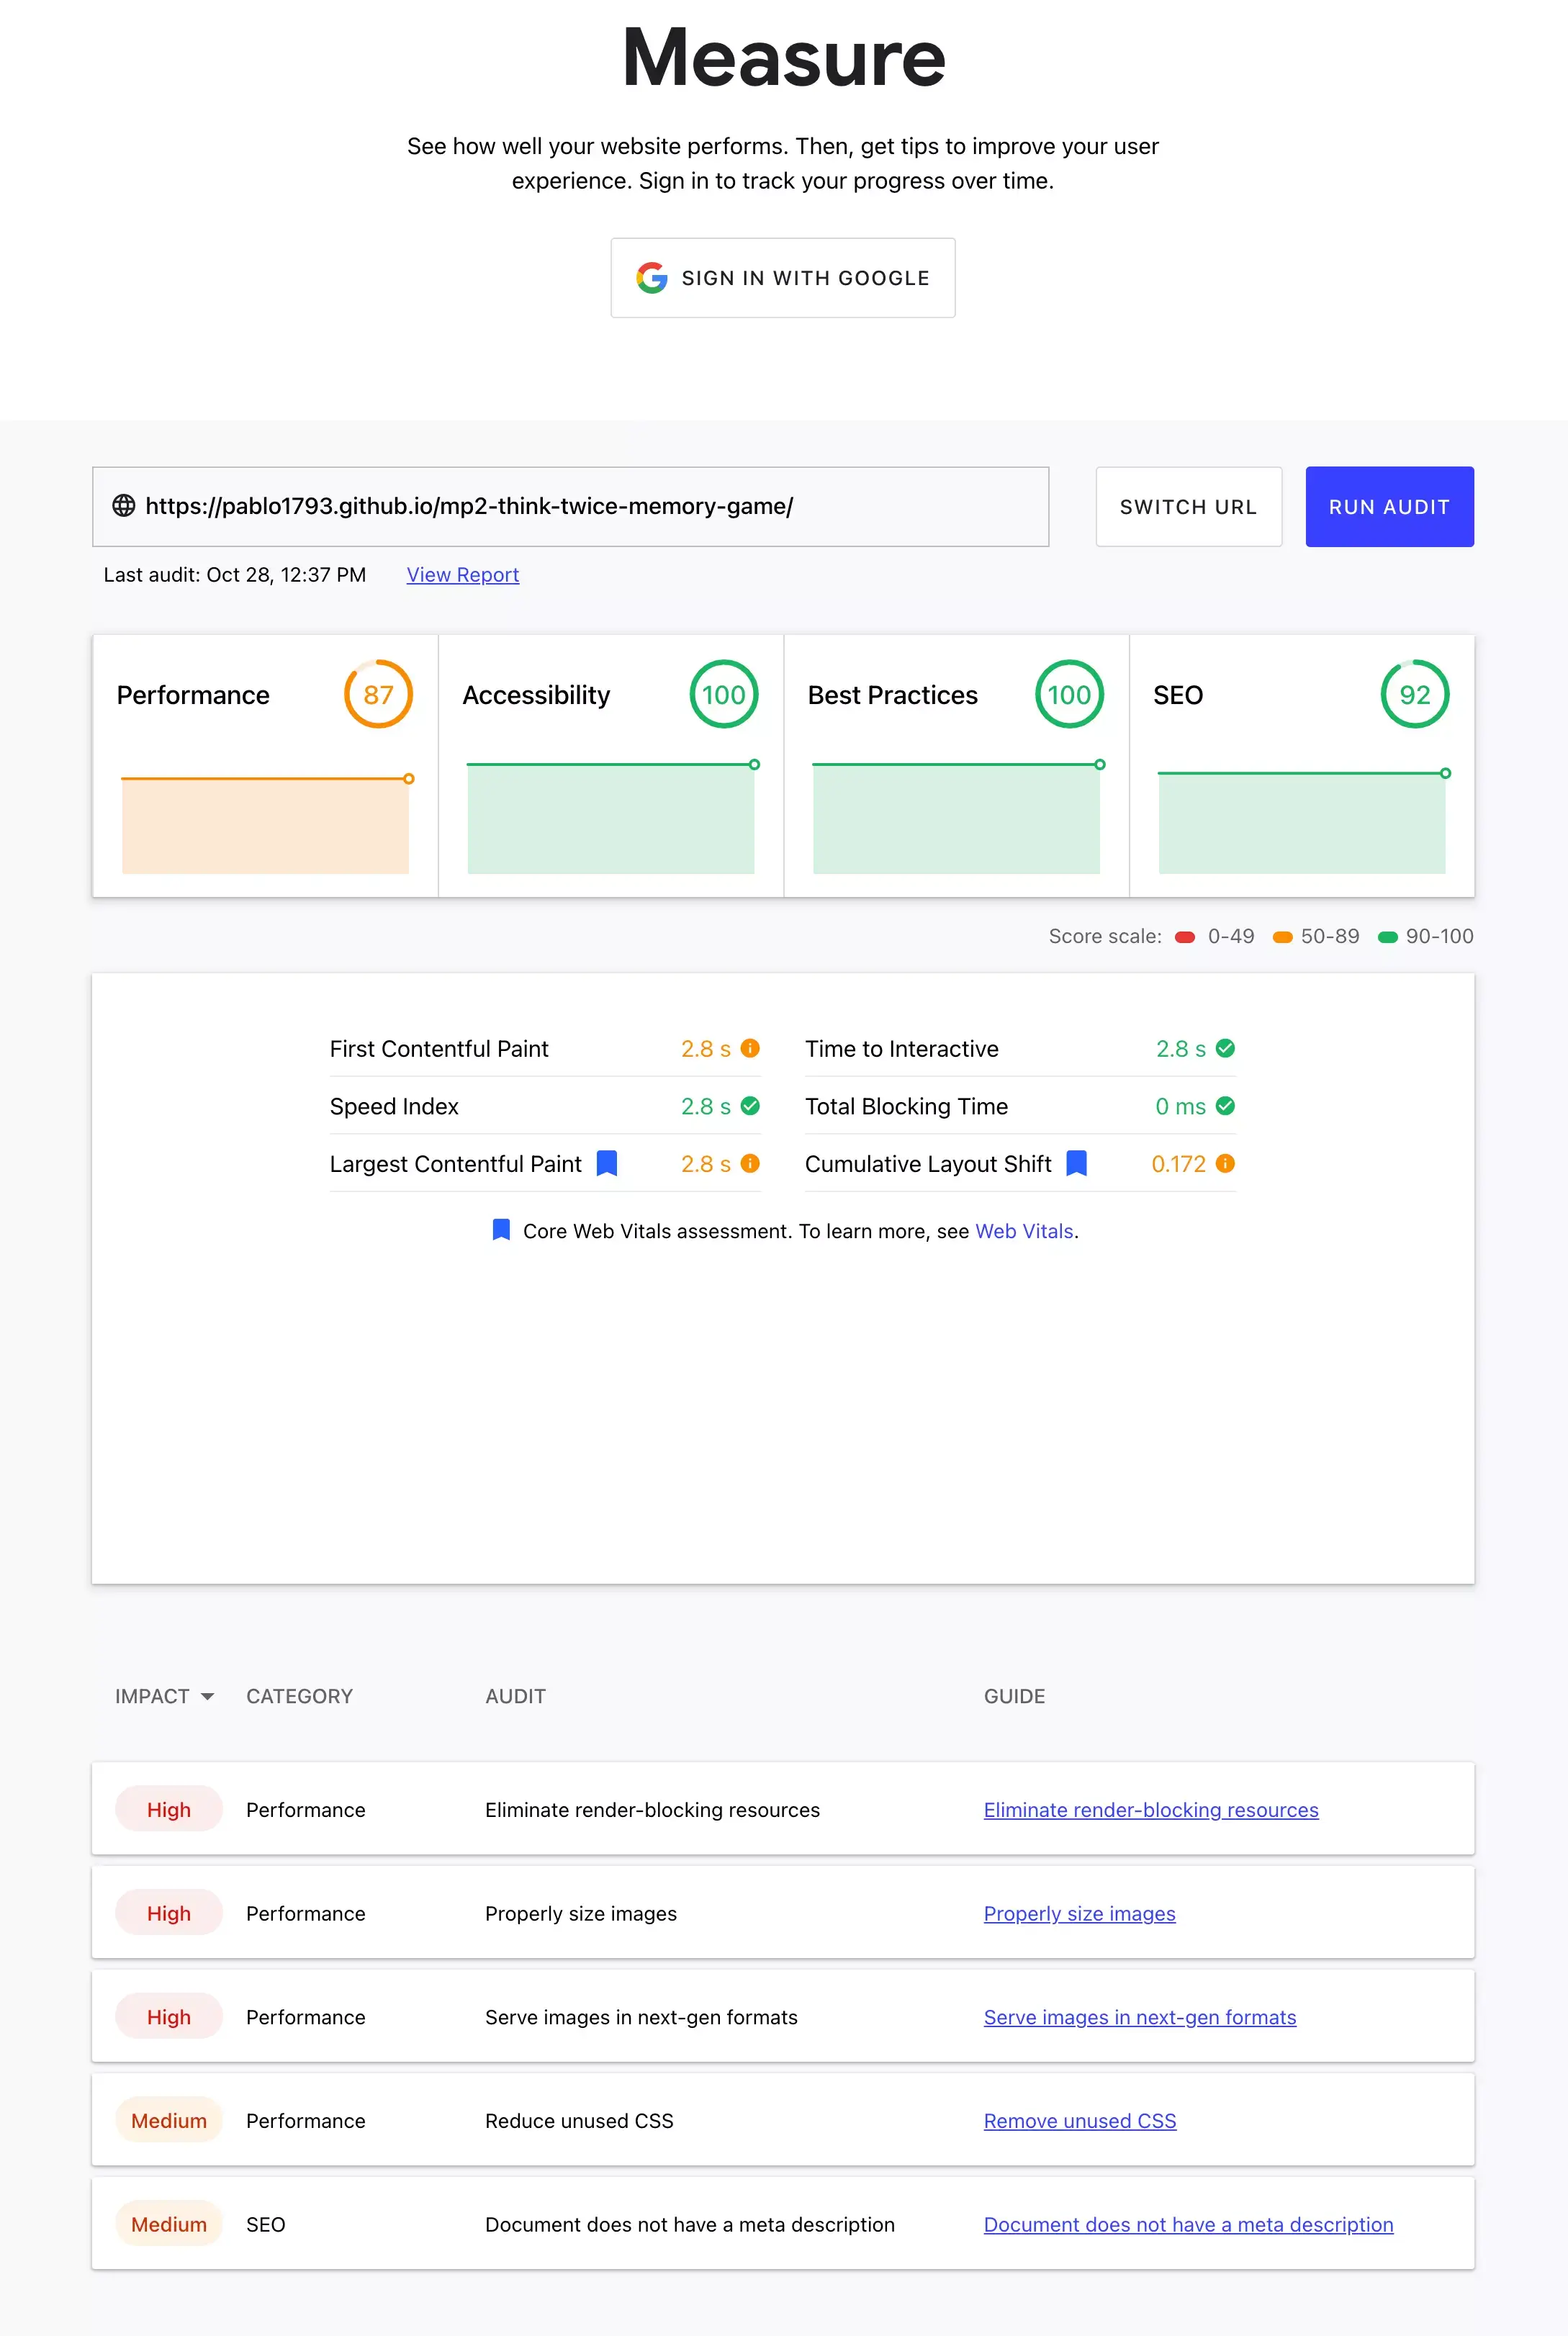 Measure
See how well your website performs. Then, get tips to improve your user
experience. Sign in to track your progress over time.
SIGN IN WITH GOOGLE
https://pablo1793.github.io/mp2-think-twice-memory-game/
SWITCH URL
RUN AUDIT
Last audit: Oct 28, 12:37 PM View Report
Performance 87
Accessibility 100
Best Practices 100
SEO 92
Score scale: 0-49 50-89 90-100
First Contentful Paint 2.8 s
Time to Interactive 2.8 s
Speed Index 2.8 s
Total Blocking Time 0 ms
Largest Contentful Paint 2.8 s
Cumulative Layout Shift 0.172
Core Web Vitals assessment. To learn more, see Web Vitals.
IMPACT CATEGORY AUDIT GUIDE
High Performance Eliminate render-blocking resources Eliminate render-blocking resources
High Performance Properly size images Properly size images
High Performance Serve images in next-gen formats Serve images in next-gen formats
Medium Performance Reduce unused CSS Remove unused CSS
Medium SEO Document does not have a meta description Document does not have a meta description